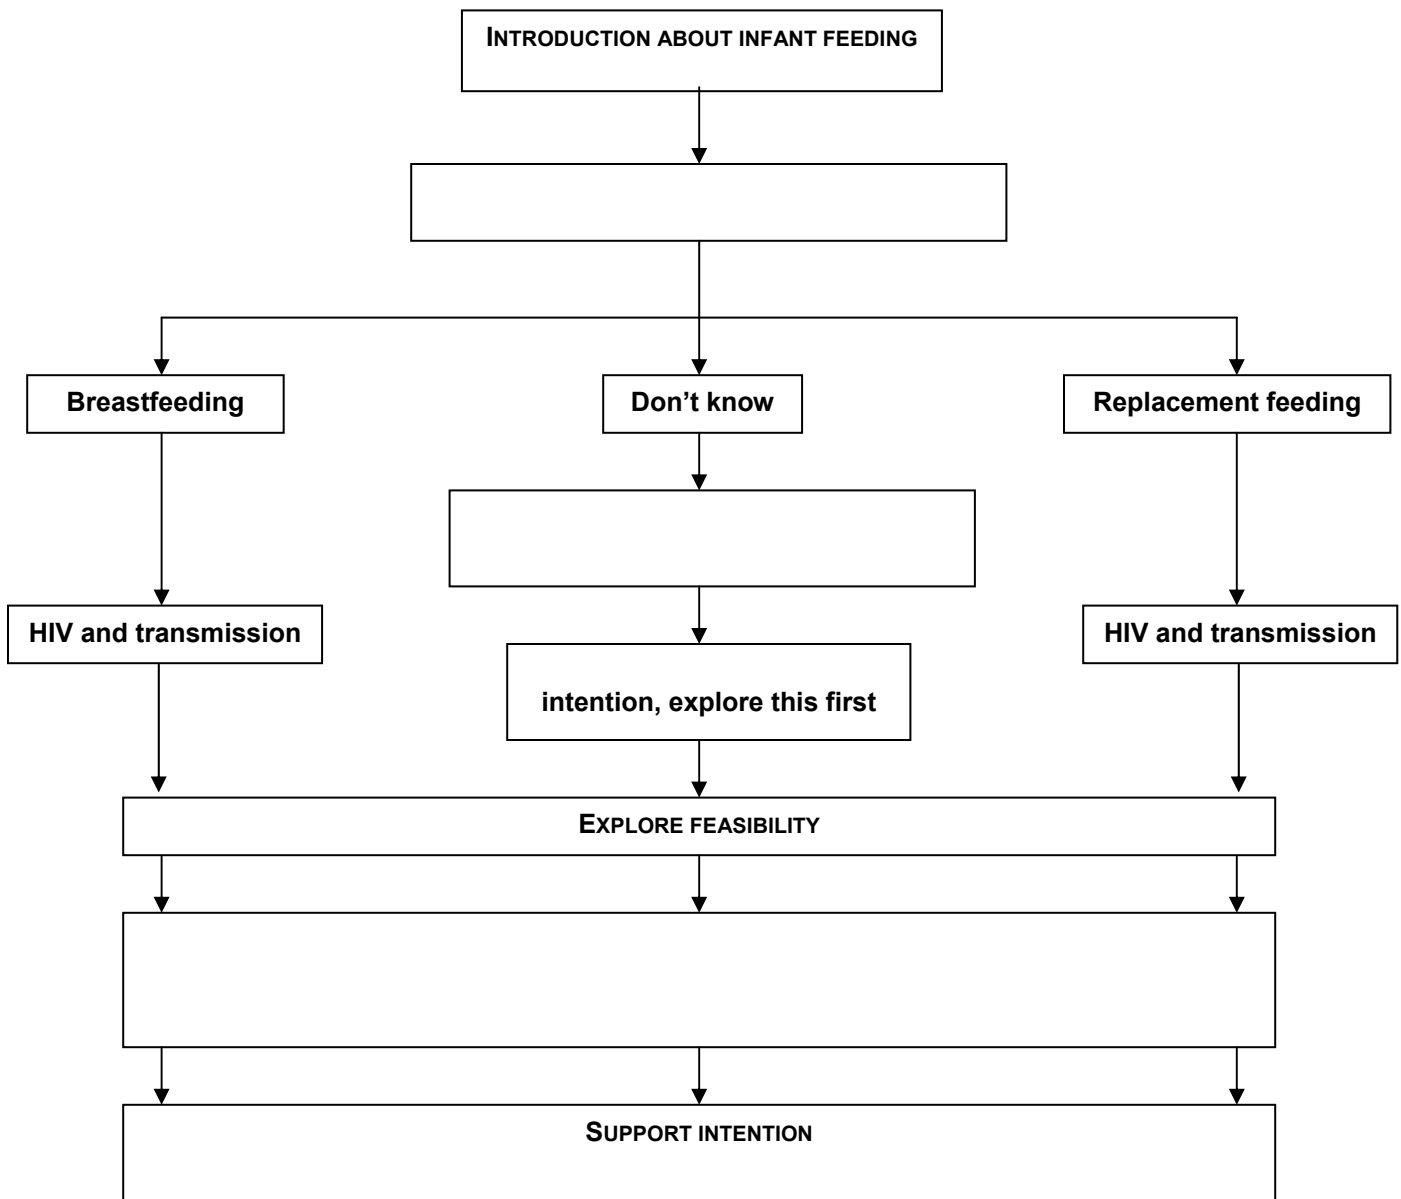 INTRODUCTION ABOUT INFANT FEEDING
Breastfeeding
Don't know
Replacement feeding
HIV and transmission
HIV and transmission
intention, explore this first
EXPLORE FEASIBILITY
SUPPORT INTENTION